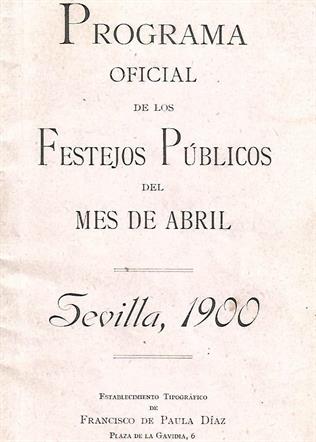 PROGRAMA
OFICIAL
DE LOS
FESTEJOS PÚBLICOS
DEL
MES DE ABRIL
Sevilla, 1900
ESTABLECIMIENTO TIPOGRÁFICO
DE
FRANCISCO DE PAULA DÍAZ
PLAZA DE LA GAVIDIA, 6